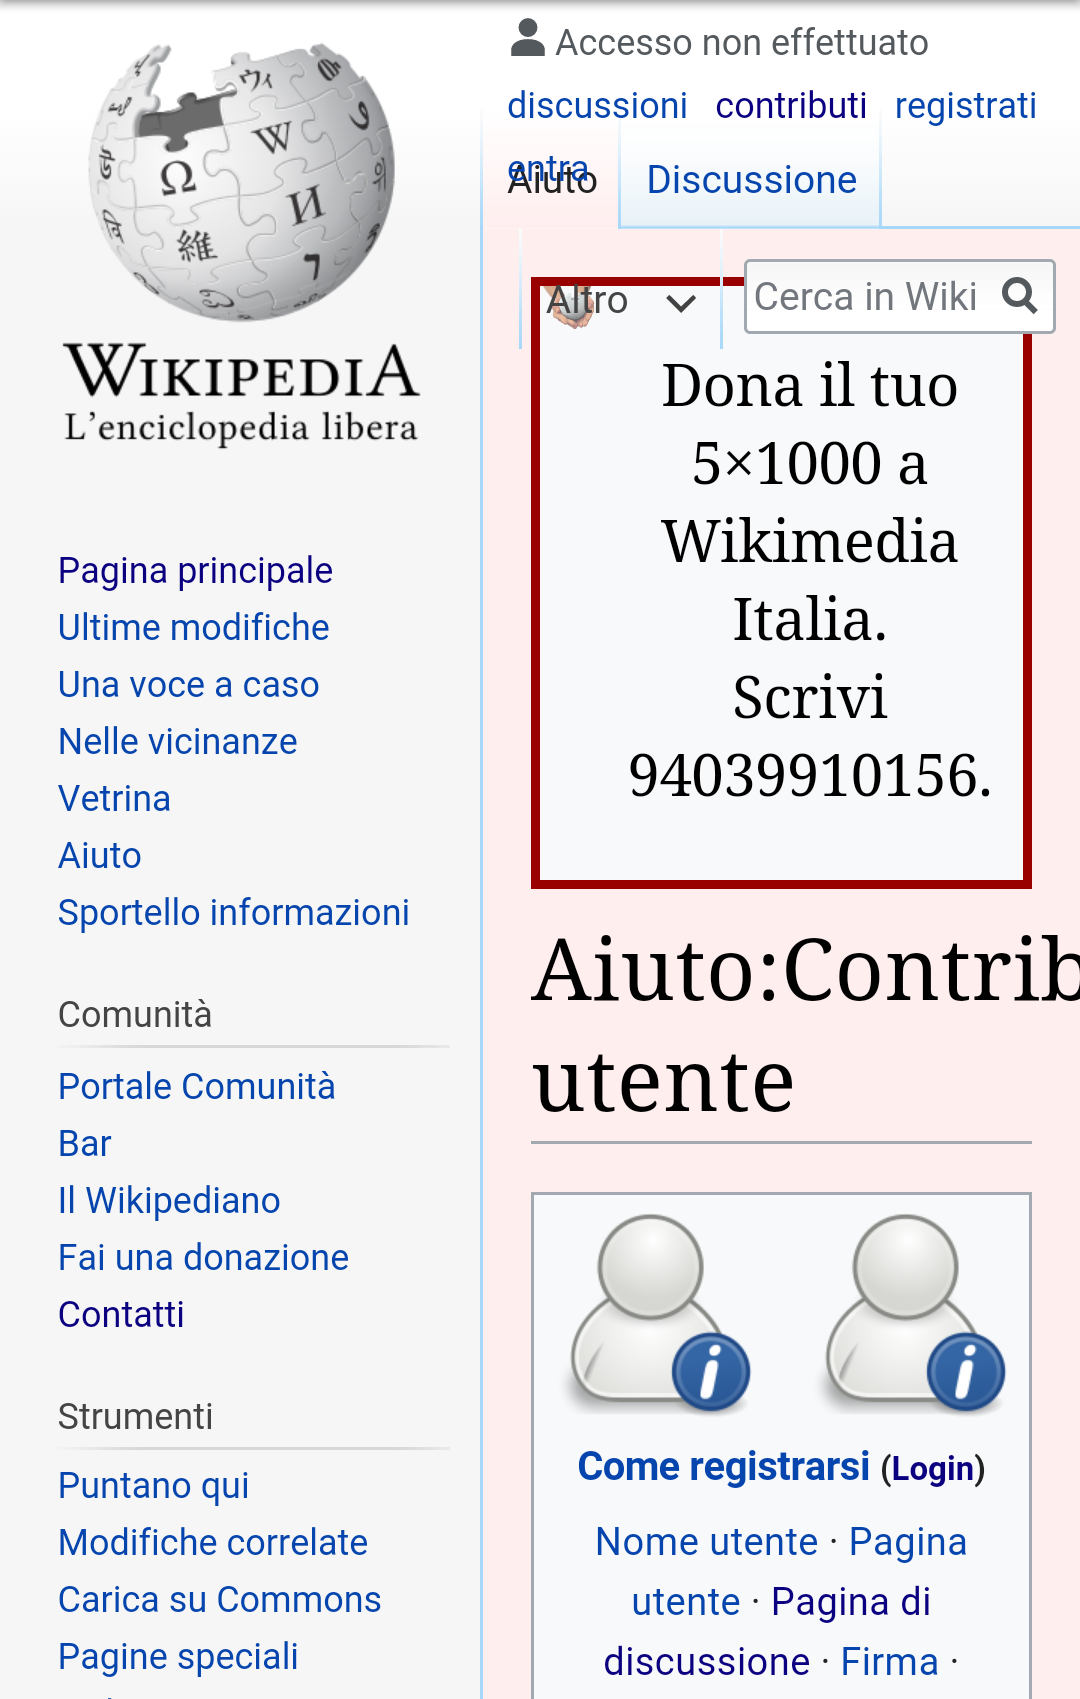 WIKIPEDIA
L'enciclopedia libera
Pagina principale
Ultime modifiche
Una voce a caso
Nelle vicinanze
Vetrina
Aiuto
Sportello informazioni
Comunità
Portale Comunità
Bar
Il Wikipediano
Fai una donazione
Contatti
Strumenti
Puntano qui
Modifiche correlate
Carica su Commons
Pagine speciali
Accesso non effettuato
discussioni contributi registrati
entra
Aiuto Discussione
Altro Cerca in Wiki
Dona il tuo
5×1000 a
Wikimedia
Italia.
Scrivi
94039910156.
Aiuto:Contrib
utente
Come registrarsi (Login)
Nome utente · Pagina
utente · Pagina di
discussione · Firma ·